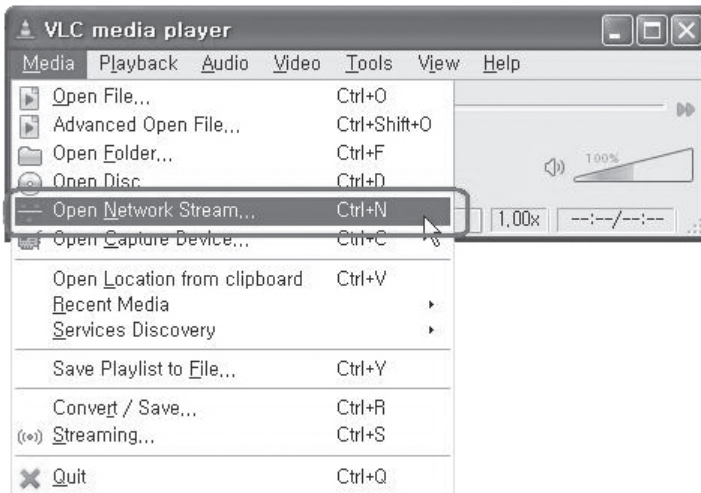 VLC media player
Media Playback Audio Video Tools View Help
Open File,,, Ctrl+O
Advanced Open File,,, Ctrl+Shift+O
Open Folder,,, Ctrl+F
100%
Open Disc Ctrl+D
Open Network Stream,,, Ctrl+N
1,00x --:--/--:--
Open Capture Device,,, Ctrl+C
Open Location from clipboard Ctrl+V
Recent Media
Services Discovery
Save Playlist to File,,, Ctrl+Y
Convert / Save,,, Ctrl+R
Streaming,,, Ctrl+S
Quit Ctrl+Q